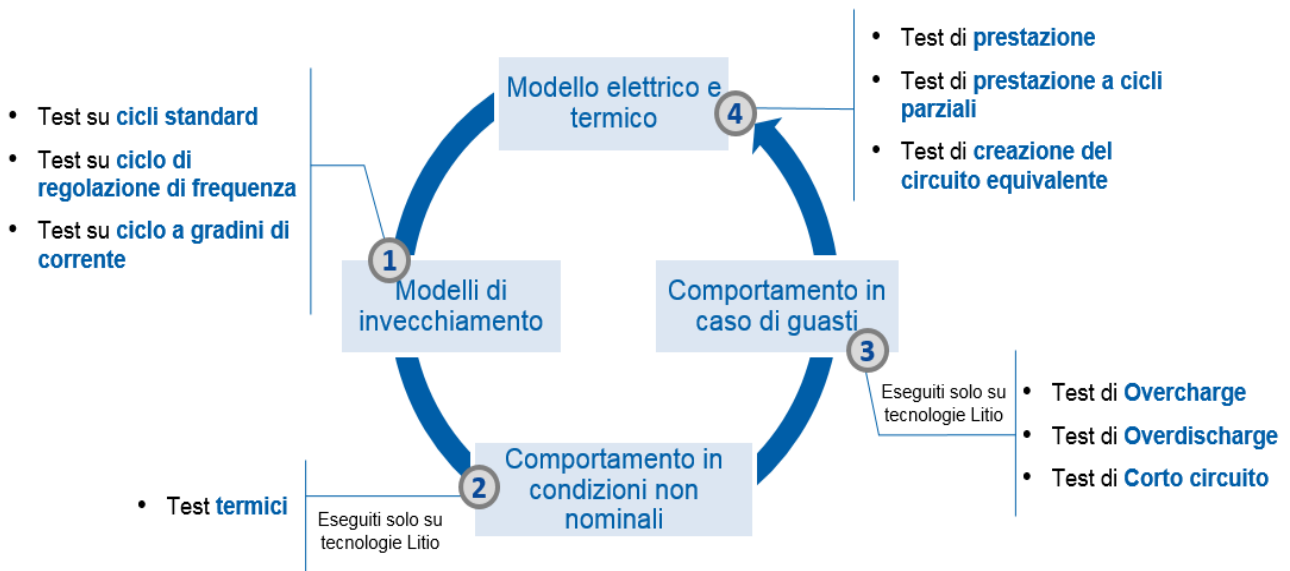 Modello elettrico e
termico
4
• Test di prestazione
• Test di prestazione a cicli
parziali
• Test di creazione del
circuito equivalente
• Test su cicli standard
• Test su ciclo di
regolazione di frequenza
• Test su ciclo a gradini di
corrente
1
Modelli di
invecchiamento
Comportamento in
caso di guasti
3
Eseguiti solo su
tecnologie Litio
• Test di Overcharge
• Test di Overdischarge
• Test di Corto circuito
Comportamento in
condizioni non
nominali
2
• Test termici
Eseguiti solo su
tecnologie Litio